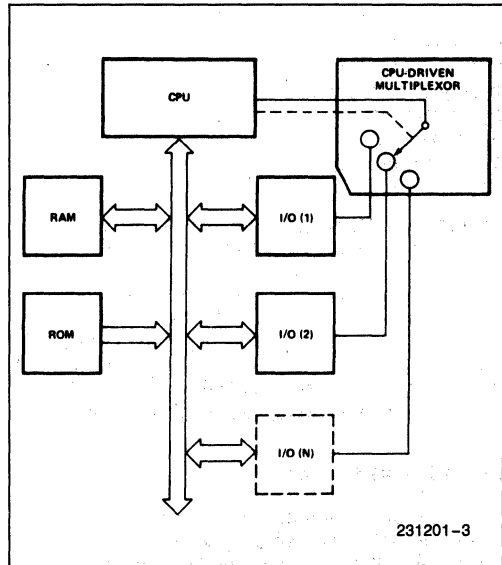 CPU
CPU-DRIVEN
MULTIPLEXOR
RAM
I/O (1)
ROM
I/O (2)
I/O (N)
231201-3